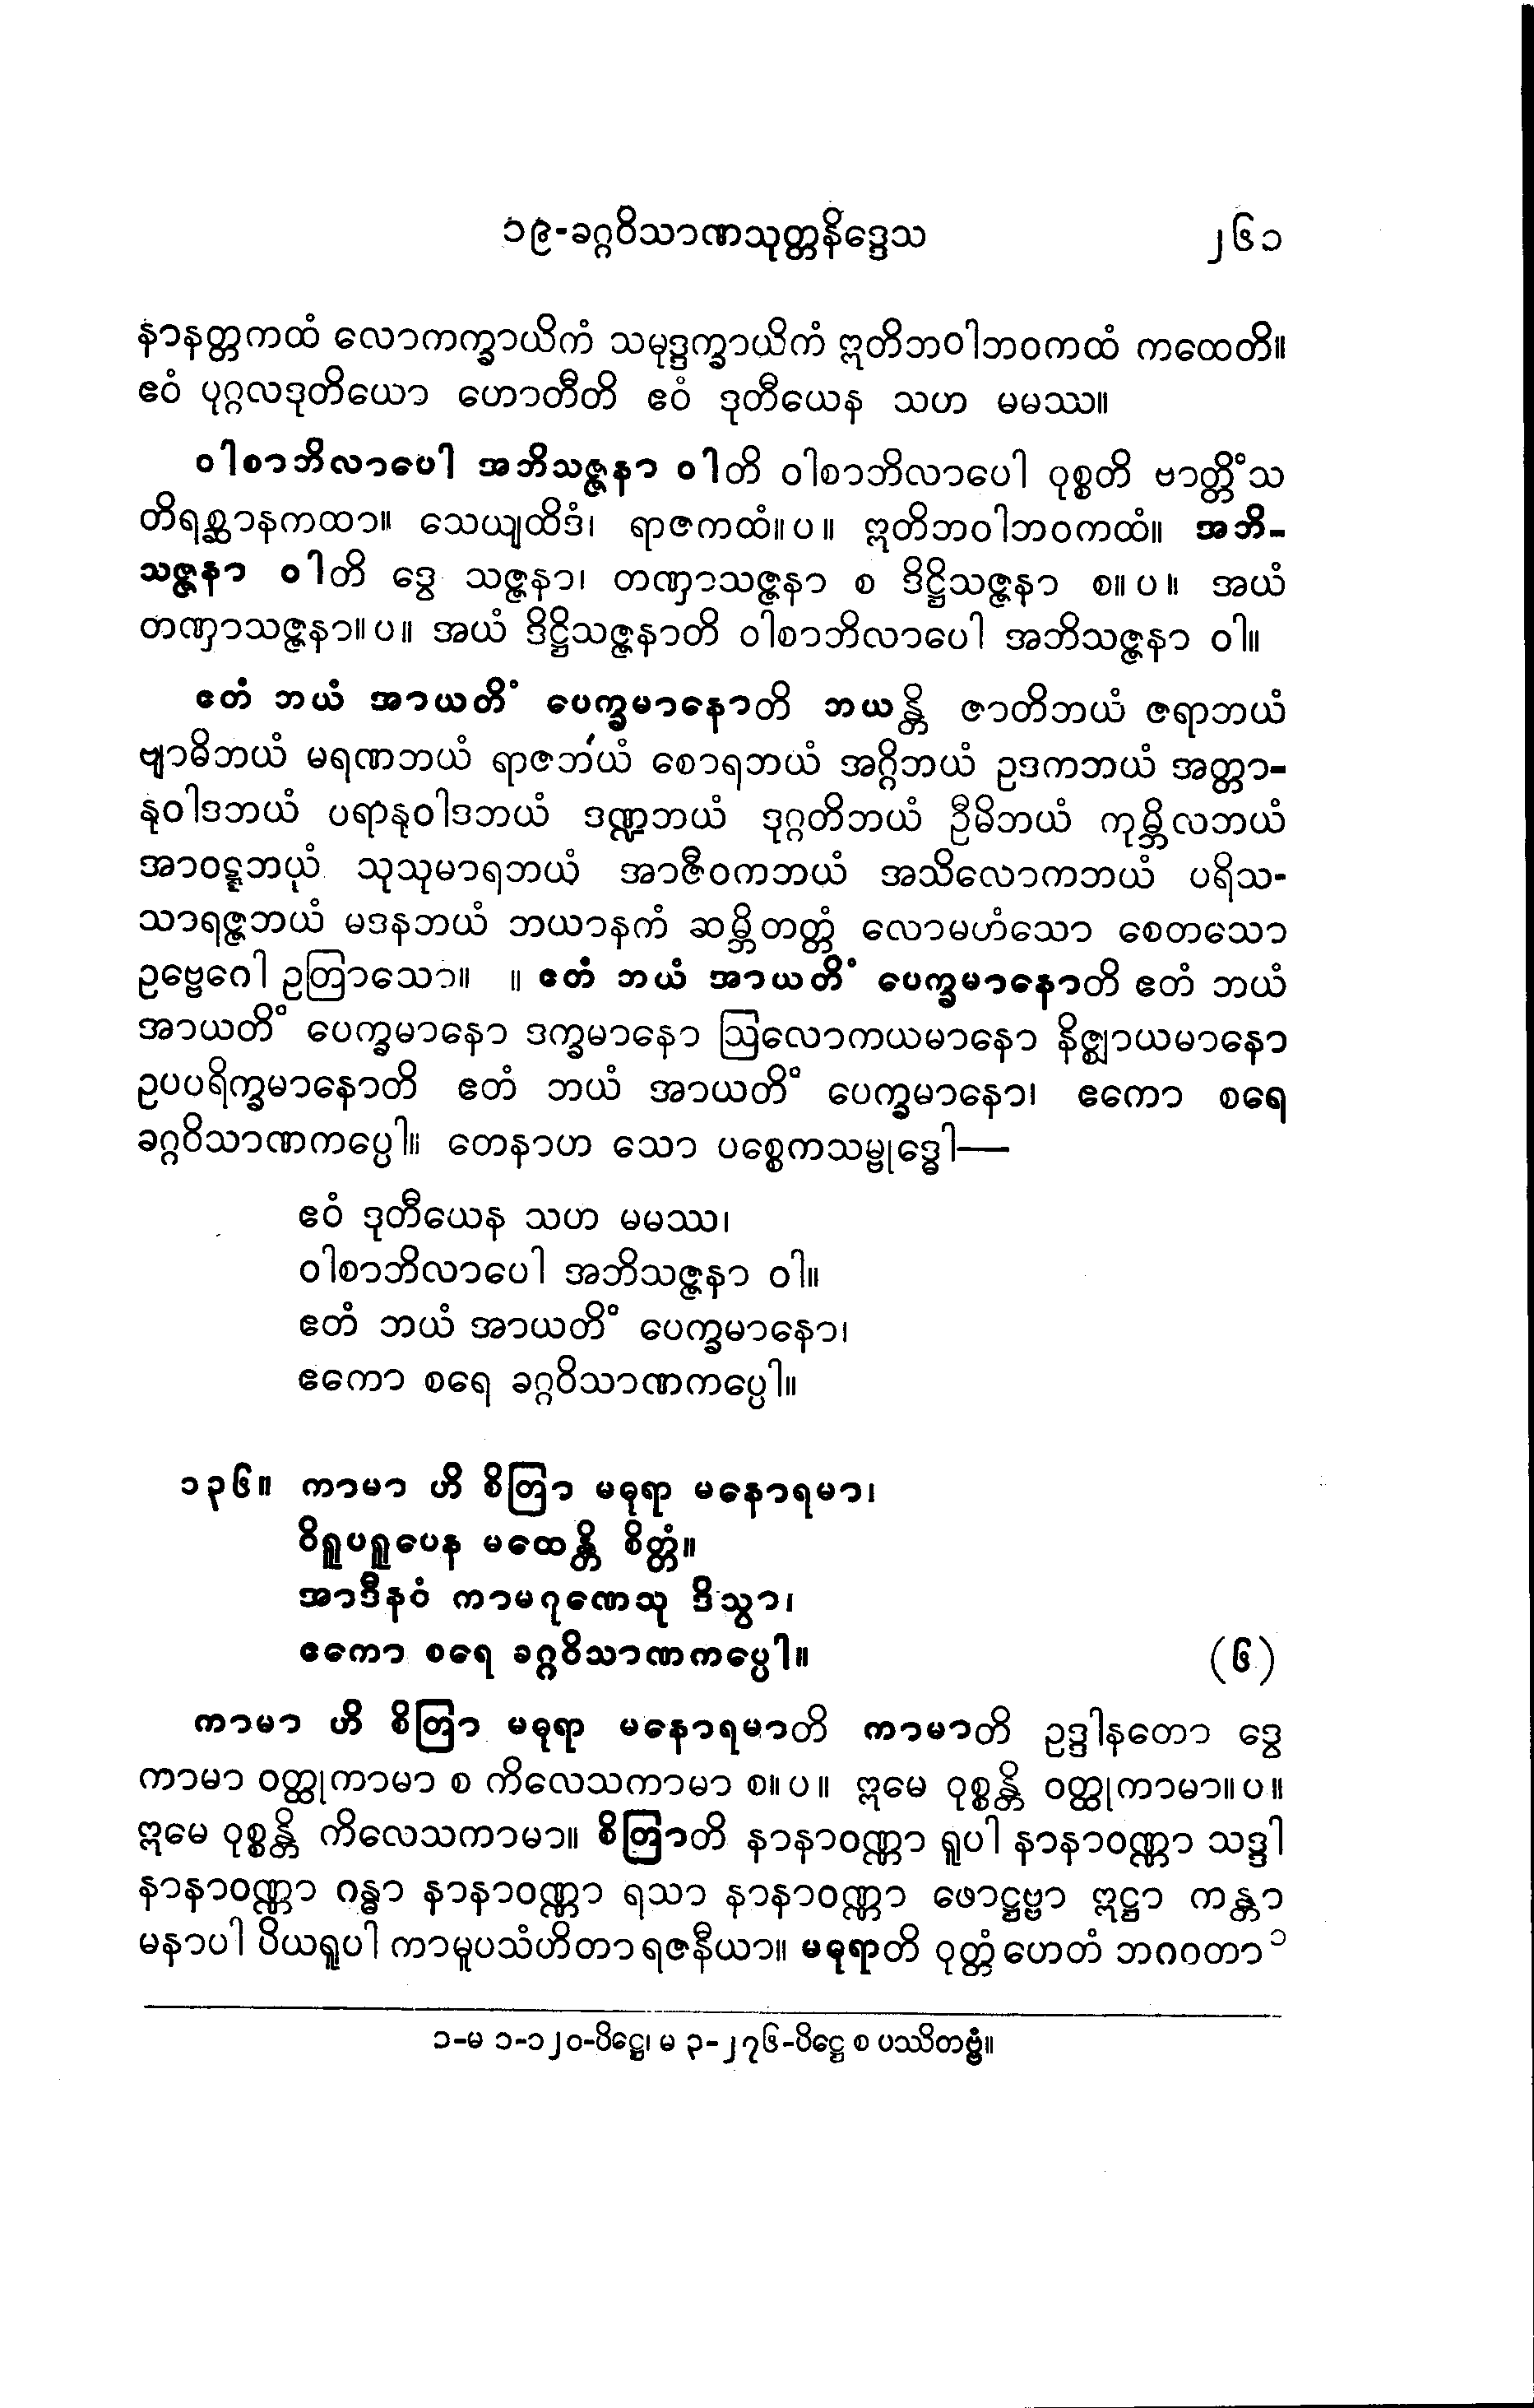 ၁၉-ခဂ္ဂဝိသာဏသုတ္တနိဒ္ဒေသ ၂၆၁
နာနတ္တကထံ လောကက္ခာယိကံ သမုဒ္ဒက္ခာယိကံ ဣတိဘဝါဘဝကထံ ကထေတိ။
ဧဝံ ပုဂ္ဂလဒုတိယော ဟောတီတိ ဧဝံ ဒုတီယေန သဟ မမဿ။
ဝါစာဘိလာပေါ အဘိသဇ္ဇနာ ဝါတိ ဝါစာဘိလာပေါ ဝုစ္စတိ ဗာတ္တိံသ
တိရစ္ဆာနကထာ။ သေယျထိဒံ၊ ရာဇကထံ။ပ။ ဣတိဘဝါဘဝကထံ။ အဘိ-
သဇ္ဇနာ ဝါတိ ဒွေ သဇ္ဇနာ၊ တဏှာသဇ္ဇနာ စ ဒိဋ္ဌိသဇ္ဇနာ စ။ပ။ အယံ
တဏှာသဇ္ဇနာ။ပ။ အယံ ဒိဋ္ဌိသဇ္ဇနာတိ ဝါစာဘိလာပေါ အဘိသဇ္ဇနာ ဝါ။
ဧတံ ဘယံ အာယတိံ ပေက္ခမာနောတိ ဘယန္တိ ဇာတိဘယံ ဇရာဘယံ
ဗျာဓိဘယံ မရဏဘယံ ရာဇဘယံ စောရဘယံ အဂ္ဂိဘယံ ဥဒကဘယံ အတ္တာ-
နုဝါဒဘယံ ပရာနုဝါဒဘယံ ဒဏ္ဍဘယံ ဒုဂ္ဂတိဘယံ ဦမိဘယံ ကုမ္ဘိလဘယံ
အာဝဋ္ဋဘယံ သုသုမာရဘယံ အာဇီဝကဘယံ အသိလောကဘယံ ပရိသ-
သာရဇ္ဇဘယံ မဒနဘယံ ဘယာနကံ ဆမ္ဘိတတ္တံ လောမဟံသော စေတသော
ဥဗ္ဗေဂေါ ဥတြာသော။ ။ ဧတံ ဘယံ အာယတိံ ပေက္ခမာနောတိ ဧတံ ဘယံ
အာယတိံ ပေက္ခမာနော ဒက္ခမာနော ဩလောကယမာနော နိဇ္ဈာယမာနော
ဥပပရိက္ခမာနောတိ ဧတံ ဘယံ အာယတိံ ပေက္ခမာနော၊ ဧကော စရေ
ခဂ္ဂဝိသာဏကပ္ပေါ။ တေနာဟ သော ပစ္စေကသမ္ဗုဒ္ဓေါ—
ဧဝံ ဒုတီယေန သဟ မမဿ၊
ဝါစာဘိလာပေါ အဘိသဇ္ဇနာ ဝါ။
ဧတံ ဘယံ အာယတိံ ပေက္ခမာနော၊
ဧကော စရေ ခဂ္ဂဝိသာဏကပ္ပေါ။
၁၃၆။ ကာမာ ဟိ စိတြာ မဓုရာ မနောရမာ၊
ဝိရူပရူပေန မထေန္တိ စိတ္တံ။
အာဒီနဝံ ကာမဂုဏေသု ဒိသွာ၊
ဧကော စရေ ခဂ္ဂဝိသာဏကပ္ပေါ။ (၆)
ကာမာ ဟိ စိတြာ မဓုရာ မနောရမာတိ ကာမာတိ ဥဒ္ဒါနတော ဒွေ
ကာမာ ဝတ္ထုကာမာ စ ကိလေသကာမာ စ။ပ။ ဣမေ ဝုစ္စန္တိ ဝတ္ထုကာမာ။ပ။
ဣမေ ဝုစ္စန္တိ ကိလေသကာမာ။ စိတြာတိ နာနာဝဏ္ဏာ ရူပါ နာနာဝဏ္ဏာ သဒ္ဒါ
နာနာဝဏ္ဏာ ဂန္ဓာ နာနာဝဏ္ဏာ ရသာ နာနာဝဏ္ဏာ ဖောဋ္ဌဗ္ဗာ ဣဋ္ဌာ ကန္တာ
မနာပါ ပိယရူပါ ကာမူပသံဟိတာ ရဇနီယာ။ မဓုရာတိ ဝုတ္တံ ဟေတံ ဘဂဝတာ ၁
၁-မ ၁-၁၂၀-ပိဋ္ဌေ၊ မ ၃-၂၇၆-ပိဋ္ဌေ စ ပဿိတဗ္ဗံ။